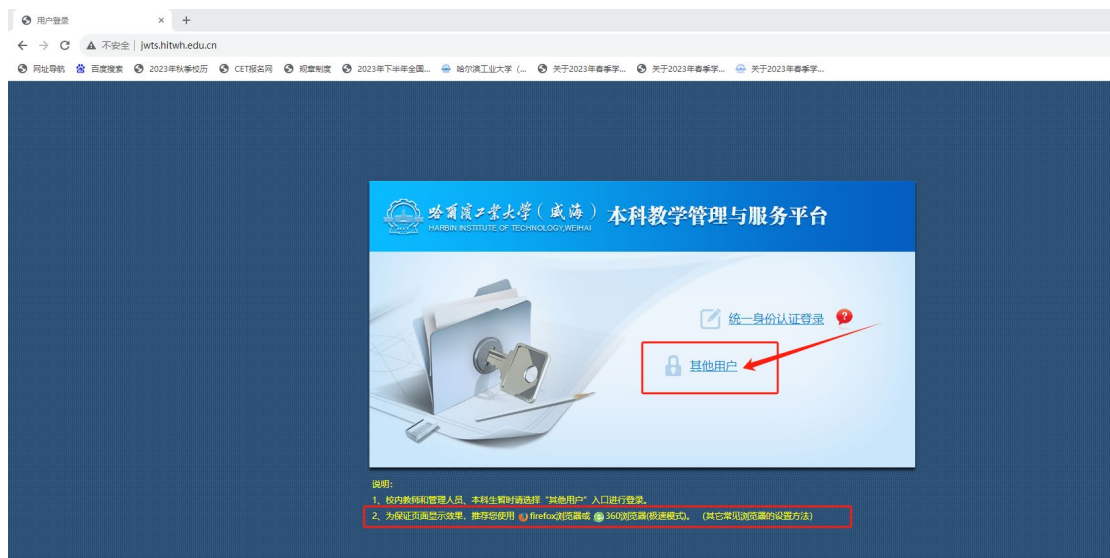 用户登录
不安全 | jwts.hitwh.edu.cn
网址导航 百度搜索 2023年秋季校历 CET报名网 规章制度 2023年下半年全国... 哈尔滨工业大学 (... 关于2023年春季学... 关于2023年春季学... 关于2023年春季学...
哈爾濱工業大学(威海) 本科教学管理与服务平台
HARBIN INSTITUTE OF TECHNOLOGY,WEIHAI
统一身份认证登录 ?
其他用户
说明:
1、校内教师和管理人员、本科生暂时请选择“其他用户”入口进行登录。
2、为保证页面显示效果,推荐您使用 firefox浏览器或 360浏览器(极速模式)。 (其它常见浏览器的设置方法)